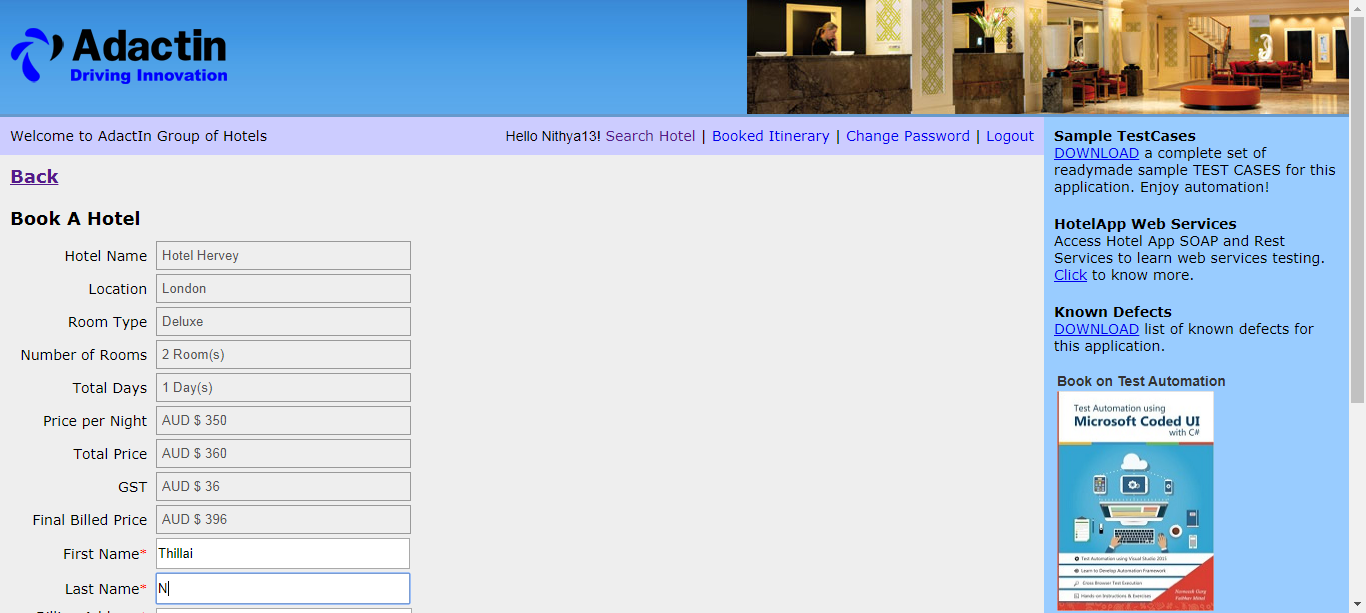 Adactin
Driving Innovation
Welcome to AdactIn Group of Hotels
Hello Nithya13! Search Hotel | Booked Itinerary | Change Password | Logout
Back
Book A Hotel
Hotel Name Hotel Hervey
Location London
Room Type Deluxe
Number of Rooms 2 Room(s)
Total Days 1 Day(s)
Price per Night AUD $ 350
Total Price AUD $ 360
GST AUD $ 36
Final Billed Price AUD $ 396
First Name* Thillai
Last Name* N
Sample TestCases
DOWNLOAD a complete set of
readymade sample TEST CASES for this
application. Enjoy automation!
HotelApp Web Services
Access Hotel App SOAP and Rest
Services to learn web services testing.
Click to know more.
Known Defects
DOWNLOAD list of known defects for
this application.
Book on Test Automation
Test Automation using
Microsoft Coded UI
with C#
Test Automation using Visual Studio 2015
Learn to Develop Automation Framework
Cross Browser Test Execution
Hands on Instructions & Exercises
Navneesh Garg